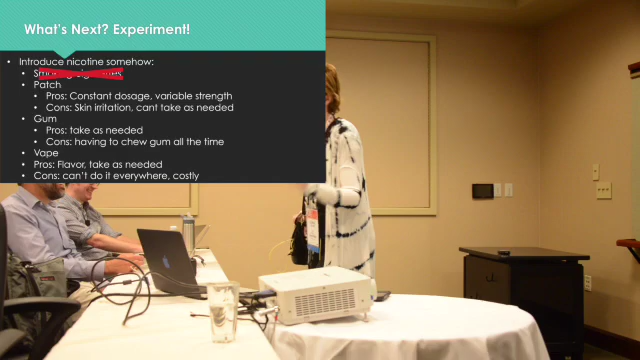 What's Next? Experiment!
• Introduce nicotine somehow:
• Smoking cigarettes
• Patch
• Pros: Constant dosage, variable strength
• Cons: Skin irritation, cant take as needed
• Gum
• Pros: take as needed
• Cons: having to chew gum all the time
• Vape
• Pros: Flavor, take as needed
• Cons: can't do it everywhere, costly